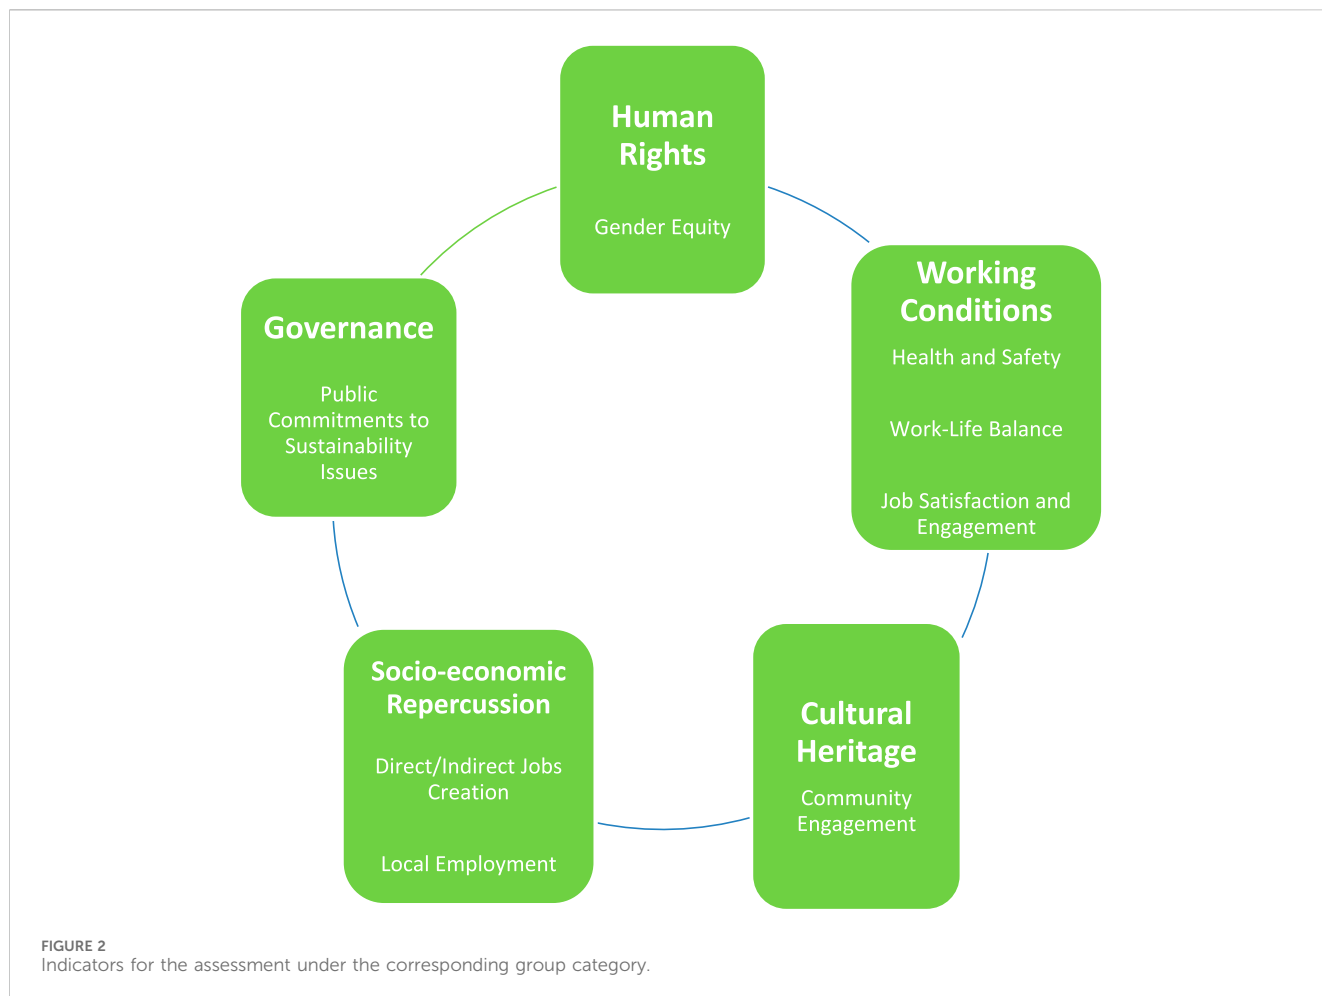 Human
Rights
Gender Equity
Working
Conditions
Health and Safety
Work-Life Balance
Job Satisfaction and
Engagement
Cultural
Heritage
Community
Engagement
Socio-economic
Repercussion
Direct/Indirect Jobs
Creation
Local Employment
Governance
Public
Commitments to
Sustainability
Issues
FIGURE 2
Indicators for the assessment under the corresponding group category.